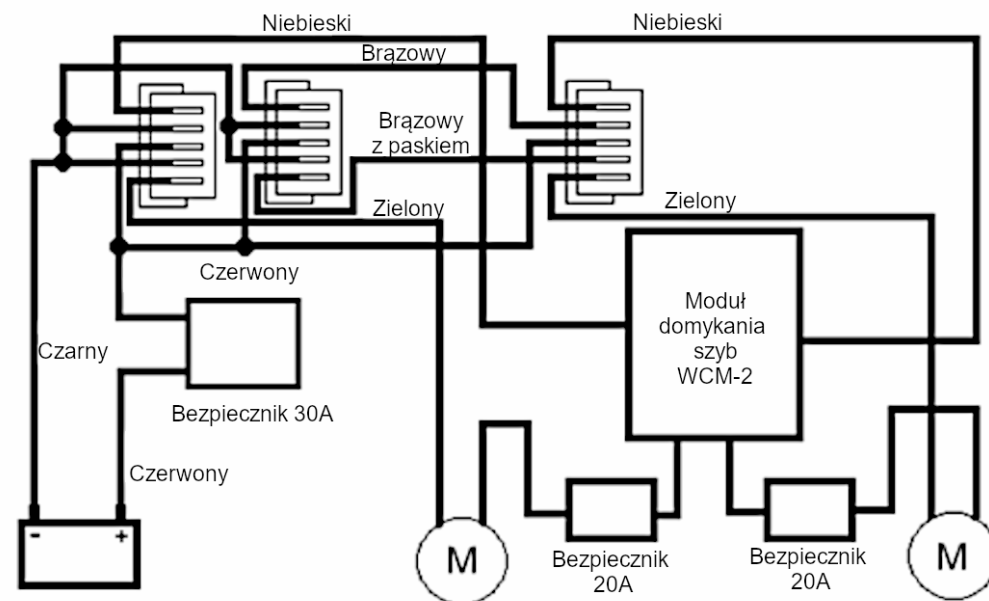 Niebieski
Niebieski
Brązowy
Brązowy
z paskiem
Zielony
Zielony
Czerwony
Moduł
domykania
szyb
WCM-2
Czarny
Bezpiecznik 30A
Czerwony
- +
M
Bezpiecznik
20A
Bezpiecznik
20A
M